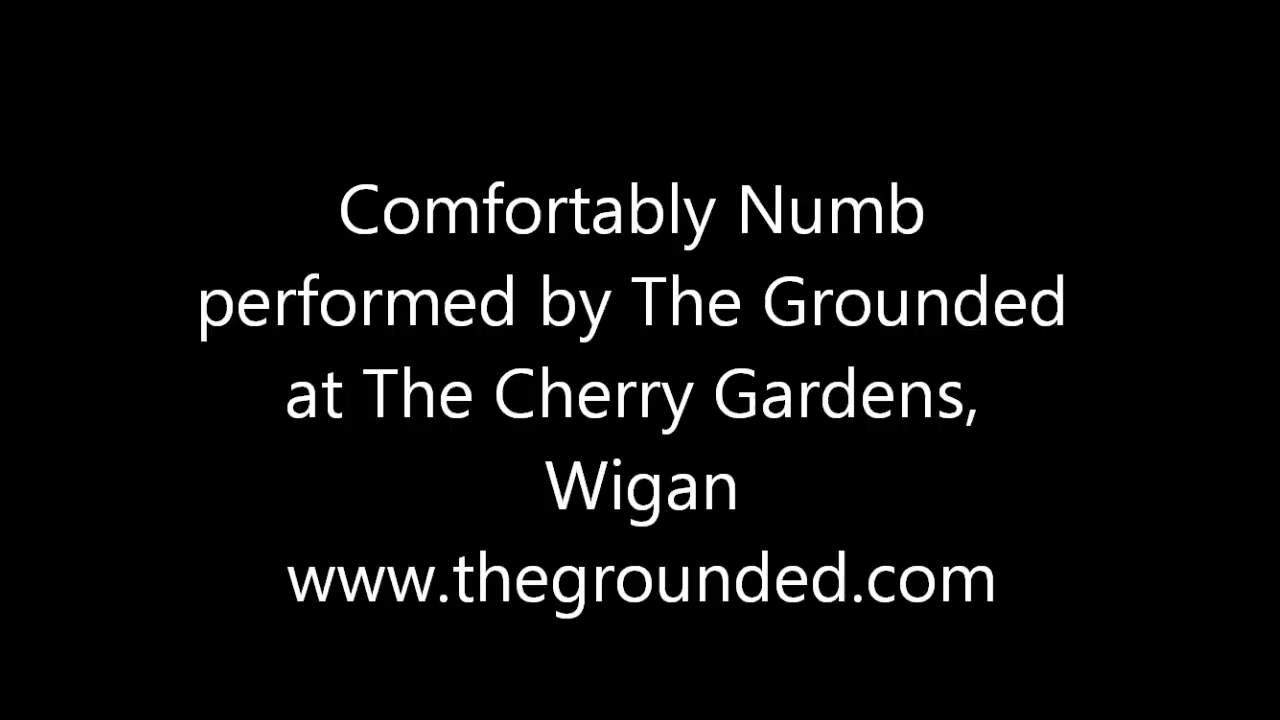 Comfortably Numb
performed by The Grounded
at The Cherry Gardens,
Wigan
www.thegrounded.com